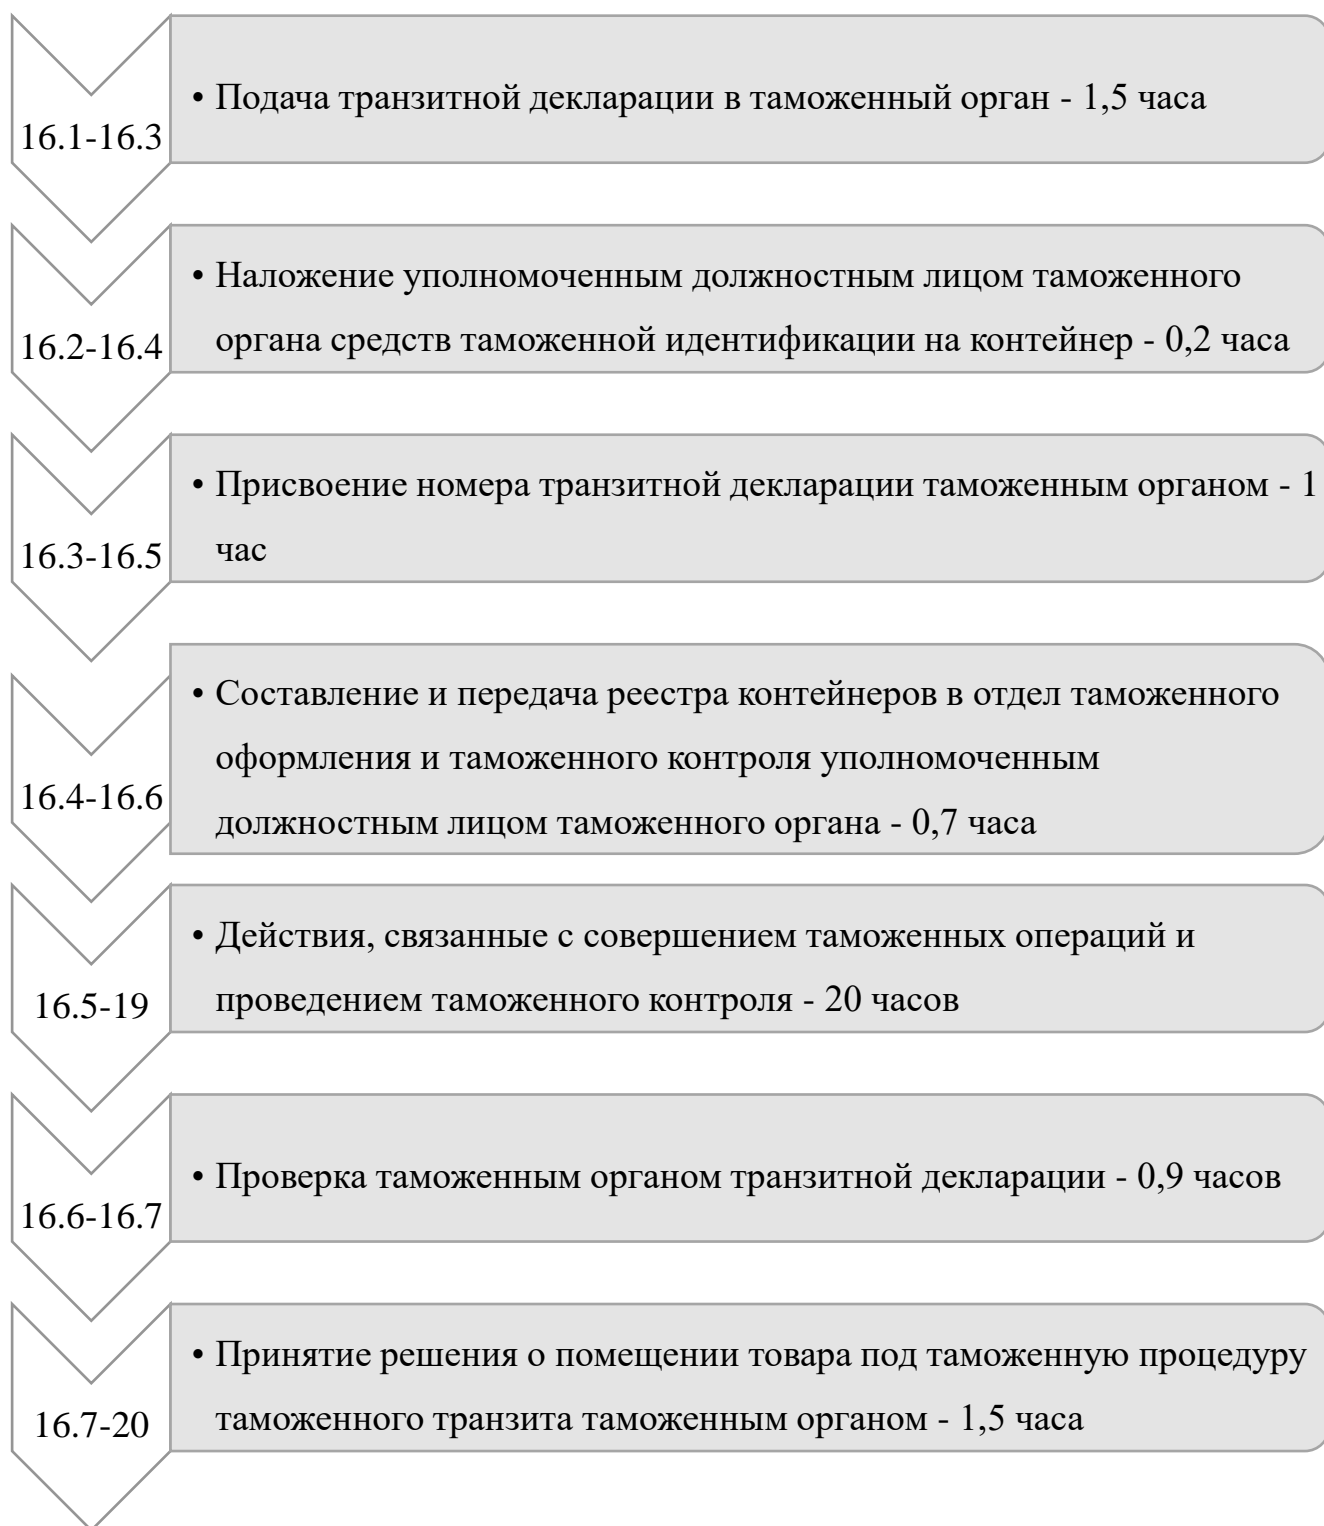 • Подача транзитной декларации в таможенный орган - 1,5 часа
16.1-16.3
• Наложение уполномоченным должностным лицом таможенного
органа средств таможенной идентификации на контейнер - 0,2 часа
16.2-16.4
• Присвоение номера транзитной декларации таможенным органом - 1
час
16.3-16.5
• Составление и передача реестра контейнеров в отдел таможенного
оформления и таможенного контроля уполномоченным
должностным лицом таможенного органа - 0,7 часа
16.4-16.6
• Действия, связанные с совершением таможенных операций и
проведением таможенного контроля - 20 часов
16.5-19
• Проверка таможенным органом транзитной декларации - 0,9 часов
16.6-16.7
• Принятие решения о помещении товара под таможенную процедуру
таможенного транзита таможенным органом - 1,5 часа
16.7-20